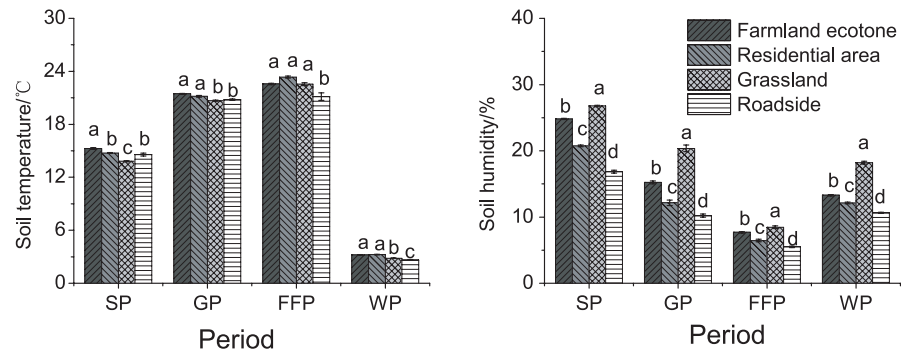 30
24
18
12
6
0
Soil temperature/℃
a b c b
a a b b
a a a b
a a b c
SP GP FFP WP
Period
40
30
20
10
0
Soil humidity/%
Farmland ecotone
Residential area
Grassland
Roadside
b c a d
b c a d
b c a d
b c a d
SP GP FFP WP
Period